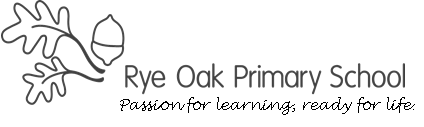 Rye Oak Primary School
Passion for learning, ready for life.